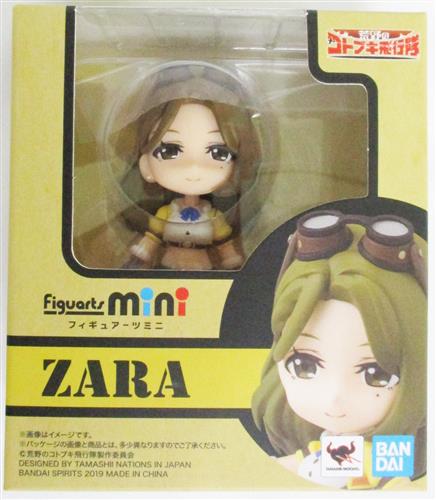 荒野の
コトブキ飛行隊
Figuarts mini
フィギュアーツミニ
ZARA
※画像はイメージです。
※パッケージの画像と商品とは、多少異なりますのでご了承ください。
©荒野のコトブキ飛行隊製作委員会
DESIGNED BY TAMASHII NATIONS IN JAPAN
BANDAI SPIRITS 2019 MADE IN CHINA
TAMASHII NATIONS
BAN
DAI